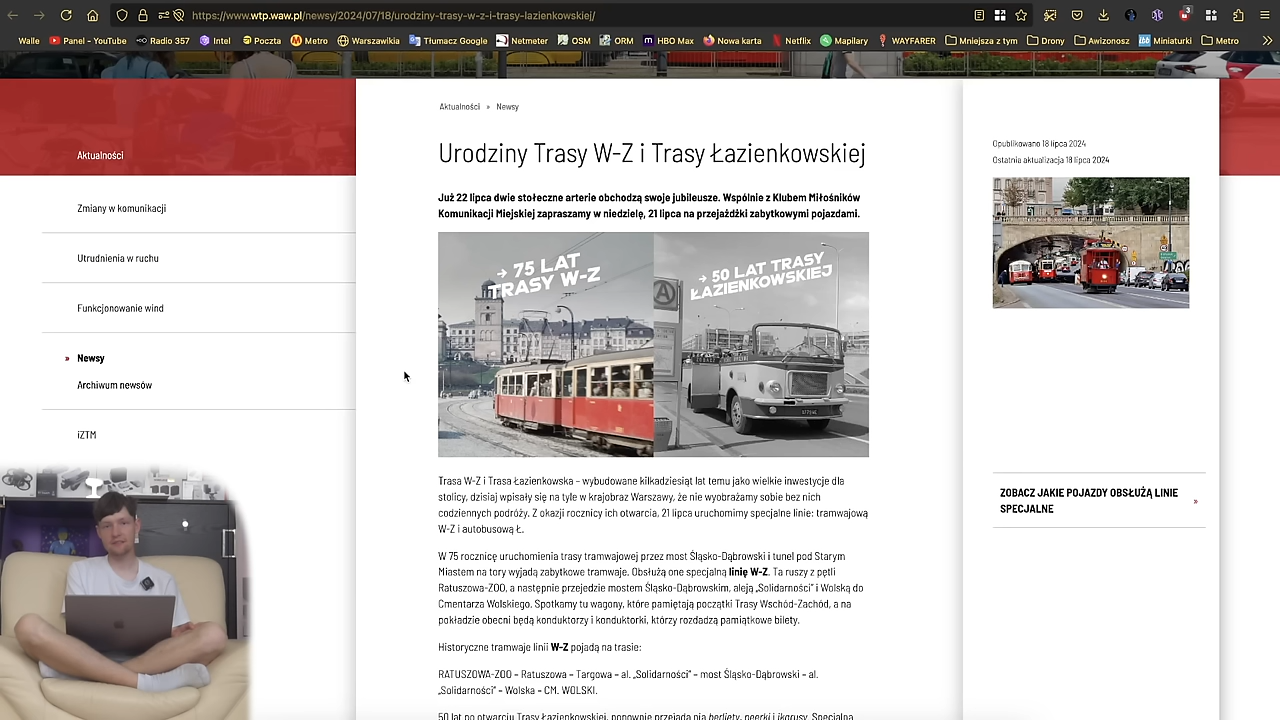 https://www.wtp.waw.pl/newsy/2024/07/18/urodziny-trasy-w-z-i-trasy-lazienkowskiej/
3
Walle Panel - YouTube Radio 357 Intel Poczta Metro Warszawikia Tłumacz Google Netmeter OSM ORM HBO Max Nowa karta Netflix Mapilary WAYFARER Mniejsza z tym Drony Awizonosz Miniaturki Metro
Aktualności
Zmiany w komunikacji
Utrudnienia w ruchu
Funkcjonowanie wind
» Newsy
Archiwum newsów
iZTM
Aktualności » Newsy
Urodziny Trasy W-Z i Trasy Łazienkowskiej
Już 22 lipca dwie stołeczne arterie obchodzą swoje jubileusze. Wspólnie z Klubem Miłośników
Komunikacji Miejskiej zapraszamy w niedzielę, 21 lipca na przejażdżki zabytkowymi pojazdami.
→ 75 LAT
TRASY W-Z
→ 50 LAT TRASY
ŁAZIENKOWSKIEJ
Trasa W-Z i Trasa Łazienkowska – wybudowane kilkadziesiąt lat temu jako wielkie inwestycje dla
stolicy, dzisiaj wpisały się na tyle w krajobraz Warszawy, że nie wyobrażamy sobie bez nich
codziennych podróży. Z okazji rocznicy ich otwarcia, 21 lipca uruchomimy specjalne linie: tramwajową
W-Z i autobusową Ł.
W 75 rocznicę uruchomienia trasy tramwajowej przez most Śląsko-Dąbrowski i tunel pod Starym
Miastem na tory wyjadą zabytkowe tramwaje. Obsłużą one specjalną linię W-Z. Ta ruszy z pętli
Ratuszowa-ZOO, a następnie przejedzie mostem Śląsko-Dąbrowskim, aleją „Solidarności” i Wolską do
Cmentarza Wolskiego. Spotkamy tu wagony, które pamiętają początki Trasy Wschód-Zachód, a na
pokładzie obecni będą konduktorzy i konduktorki, którzy rozdadzą pamiątkowe bilety.
Historyczne tramwaje linii W-Z pojadą na trasie:
RATUSZOWA-ZOO – Ratuszowa – Targowa – al. „Solidarności” – most Śląsko-Dąbrowski – al.
„Solidarności” – Wolska – CM. WOLSKI.
50 lat po otwarciu Trasy Łazienkowskiej, ponownie przejadą nią berliety, ogórki i ikarusy. Specjalna
Opublikowano 18 lipca 2024
Ostatnia aktualizacja 18 lipca 2024
ZOBACZ JAKIE POJAZDY OBSŁUŻĄ LINIE
SPECJALNE »